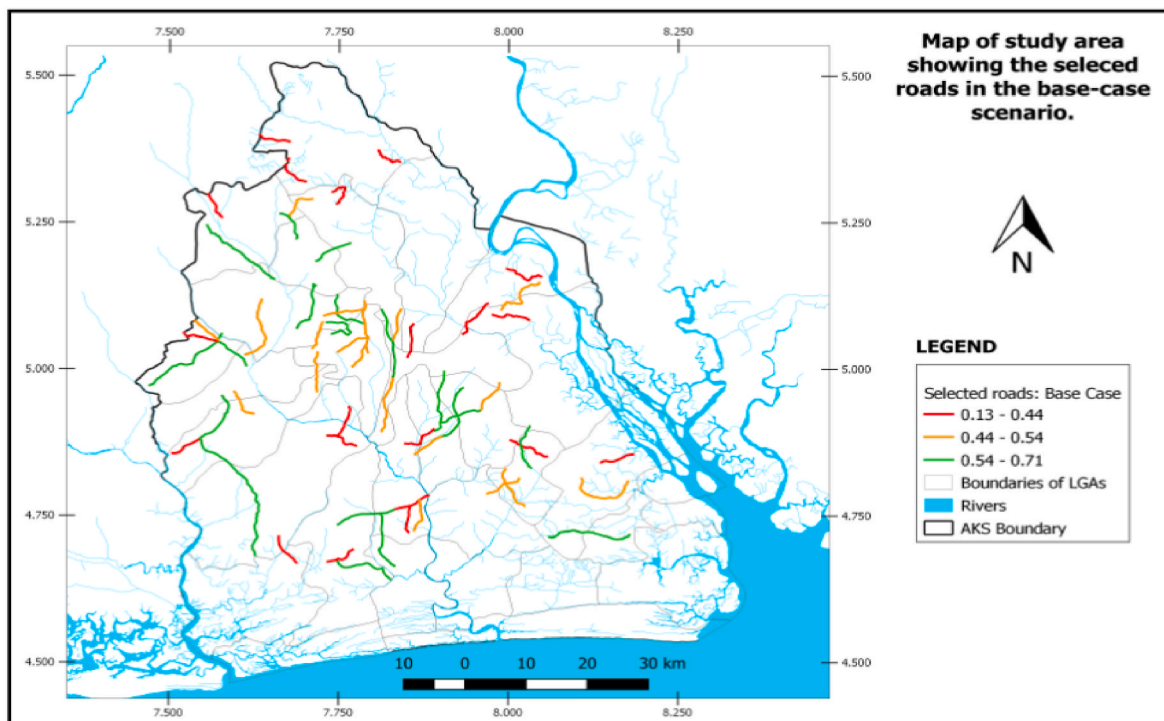 Map of study area
showing the seleced
roads in the base-case
scenario.
N
LEGEND
Selected roads: Base Case
0.13 - 0.44
0.44 - 0.54
0.54 - 0.71
Boundaries of LGAs
Rivers
AKS Boundary
7.500 7.750 8.000 8.250
5.500 5.500
5.250 5.250
5.000 5.000
4.750 4.750
4.500 4.500
10 0 10 20 30 km
7.500 7.750 8.000 8.250